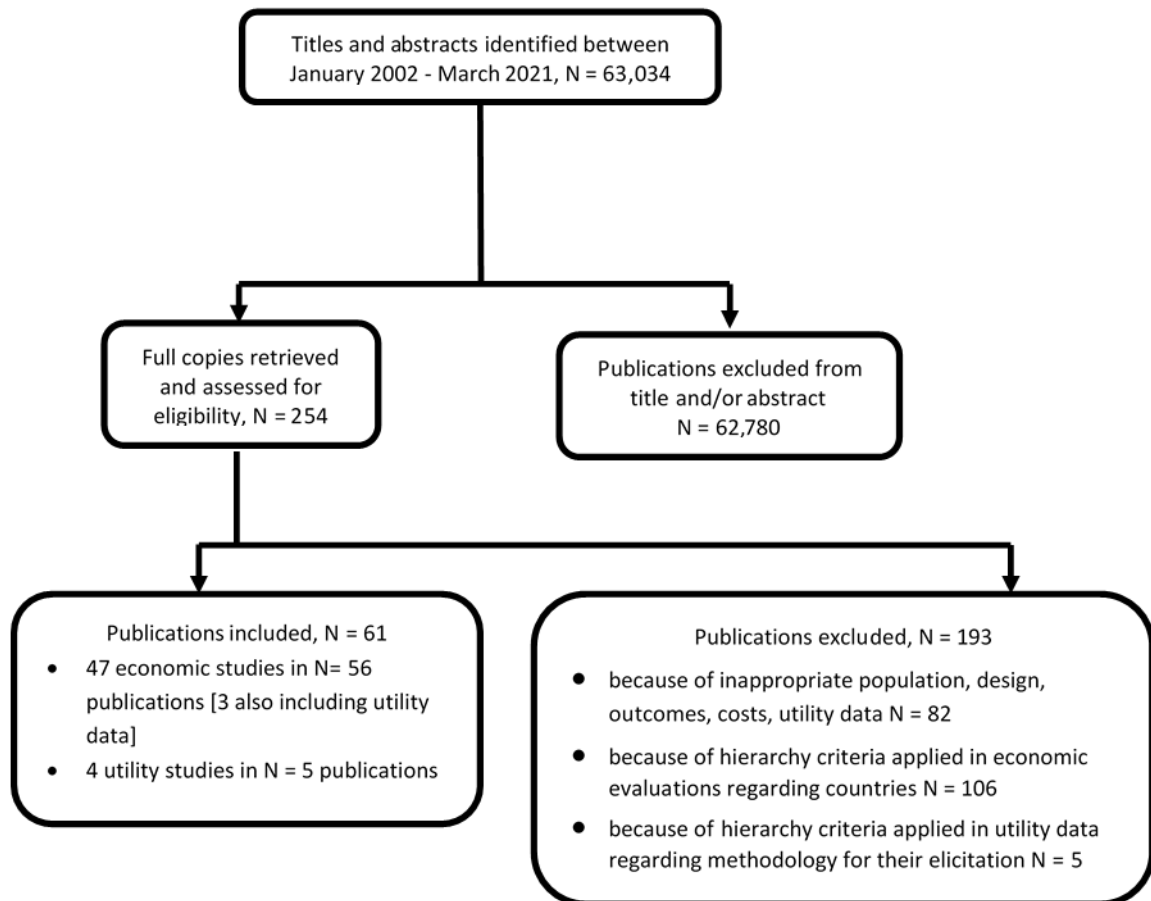 Titles and abstracts identified between
January 2002 - March 2021, N = 63,034
Full copies retrieved
and assessed for
eligibility, N = 254
Publications excluded from
title and/or abstract
N = 62,780
Publications included, N = 61
• 47 economic studies in N= 56
publications [3 also including utility
data]
• 4 utility studies in N = 5 publications
Publications excluded, N = 193
• because of inappropriate population, design,
outcomes, costs, utility data N = 82
• because of hierarchy criteria applied in economic
evaluations regarding countries N = 106
• because of hierarchy criteria applied in utility data
regarding methodology for their elicitation N = 5